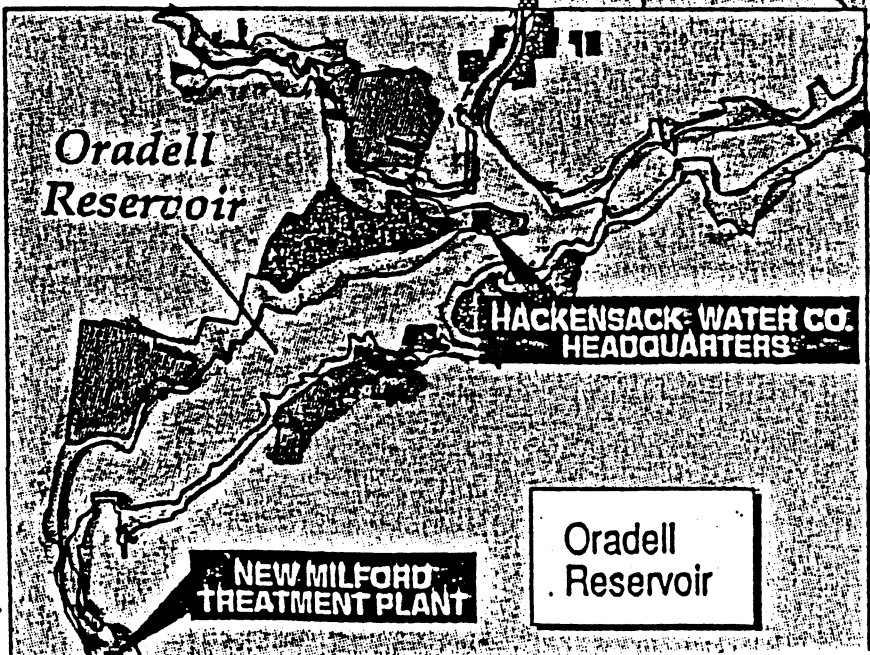 Oradell
Reservoir
HACKENSACK WATER CO.
HEADQUARTERS
NEW MILFORD
TREATMENT PLANT
Oradell
Reservoir